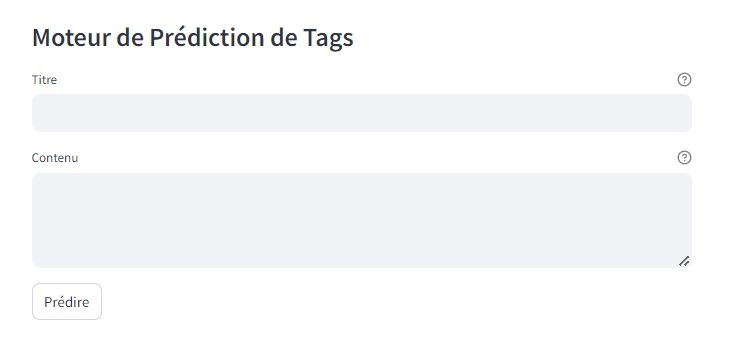 Moteur de Prédiction de Tags
Titre
Contenu
Prédire